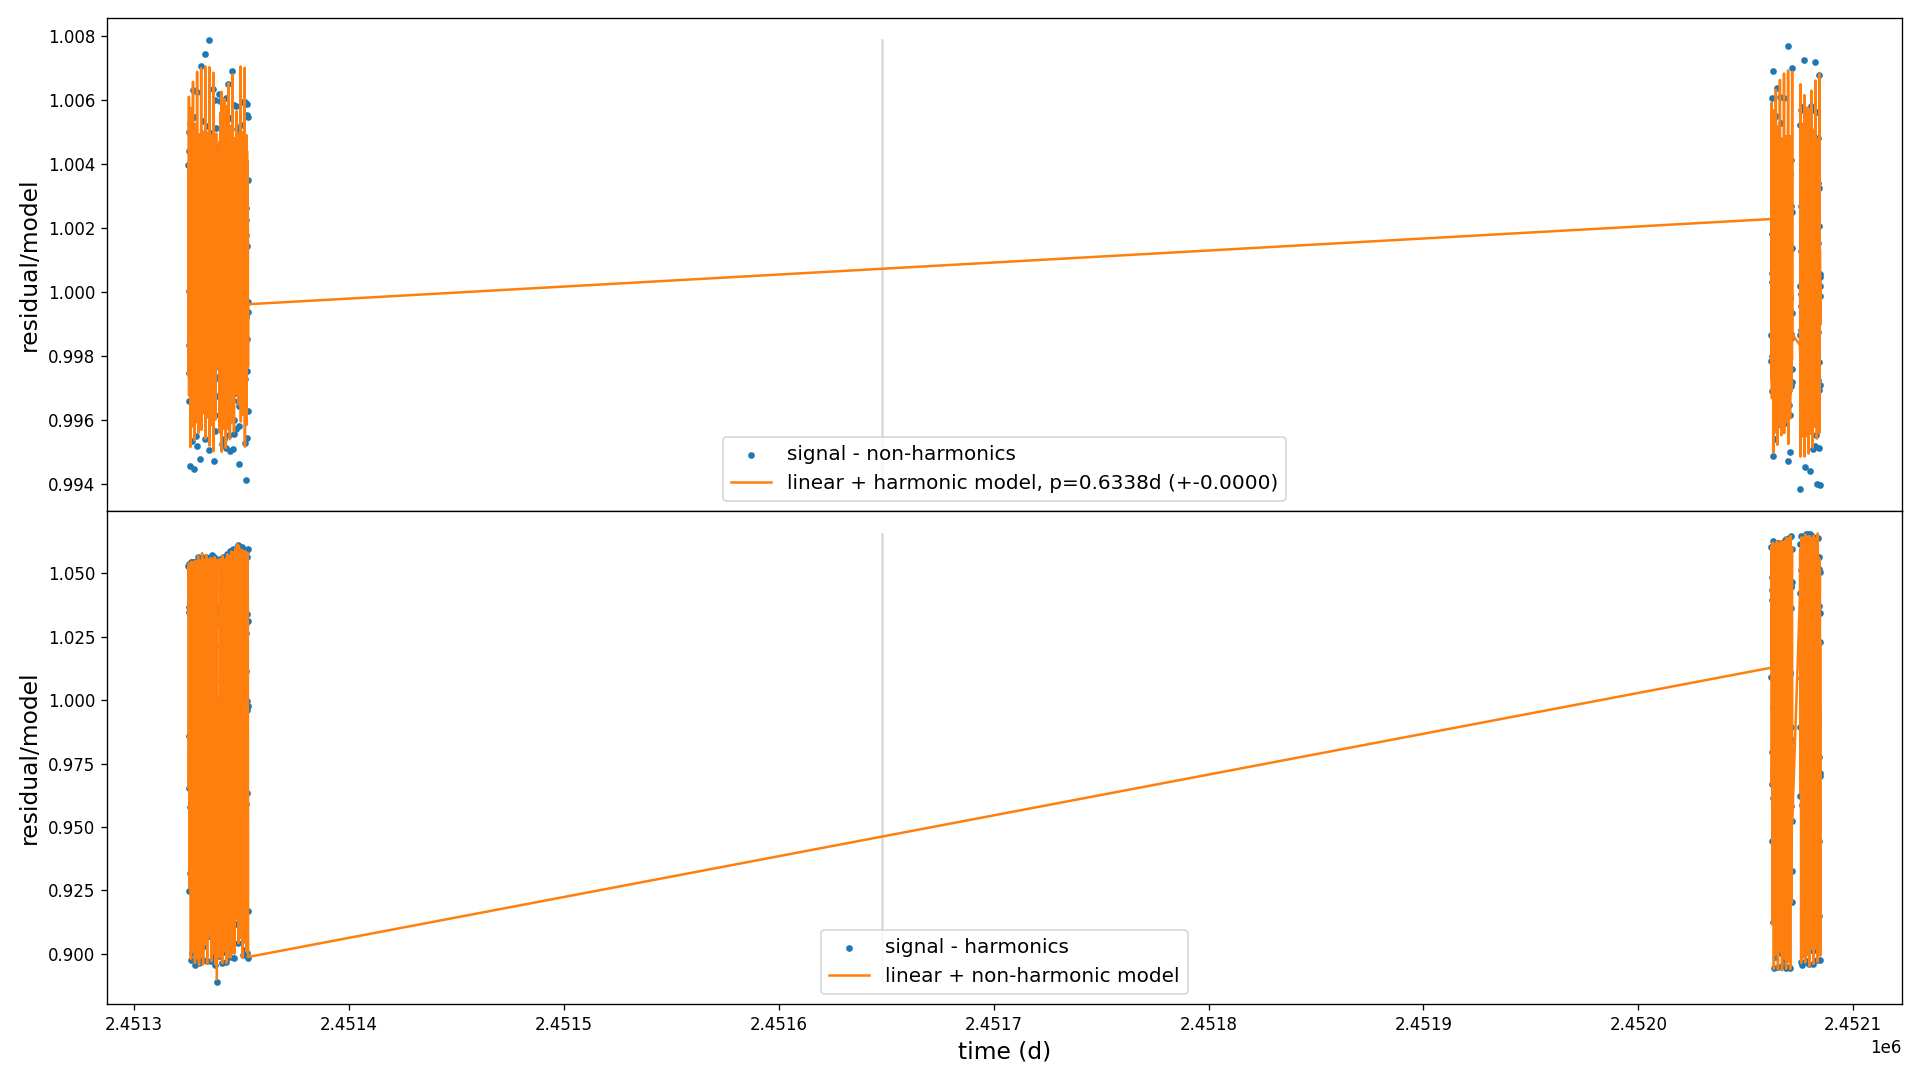 1.008
1.006
1.004
1.002
1.000
0.998
0.996
0.994
residual/model
signal - non-harmonics
linear + harmonic model, p=0.6338d (+-0.0000)
1.050
1.025
1.000
0.975
0.950
0.925
0.900
residual/model
signal - harmonics
linear + non-harmonic model
2.4513 2.4514 2.4515 2.4516 2.4517 2.4518 2.4519 2.4520 2.4521
1e6
time (d)